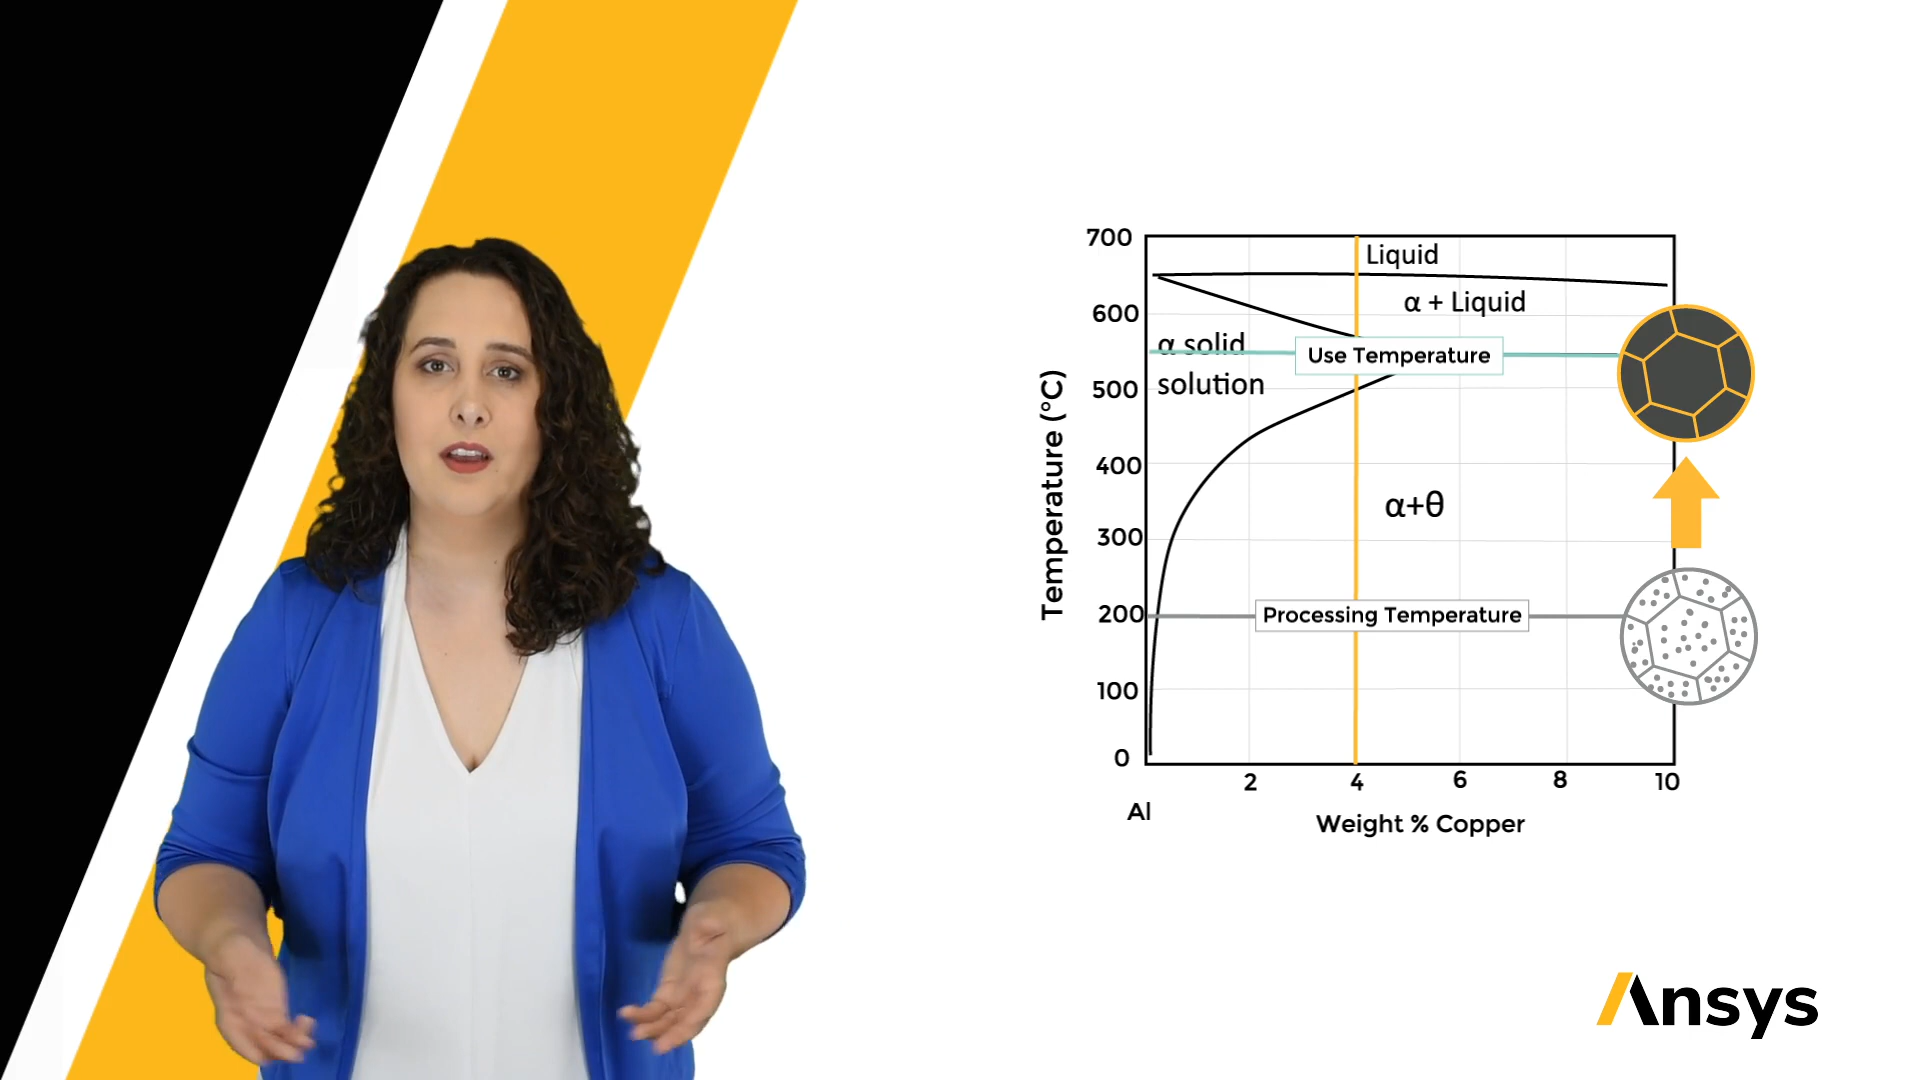 700
Liquid
600
α + Liquid
α solid
Use Temperature
500
solution
400
α+θ
300
200
Processing Temperature
100
0
Temperature (°C)
2
4
6
8
10
Al
Weight % Copper
Ansys